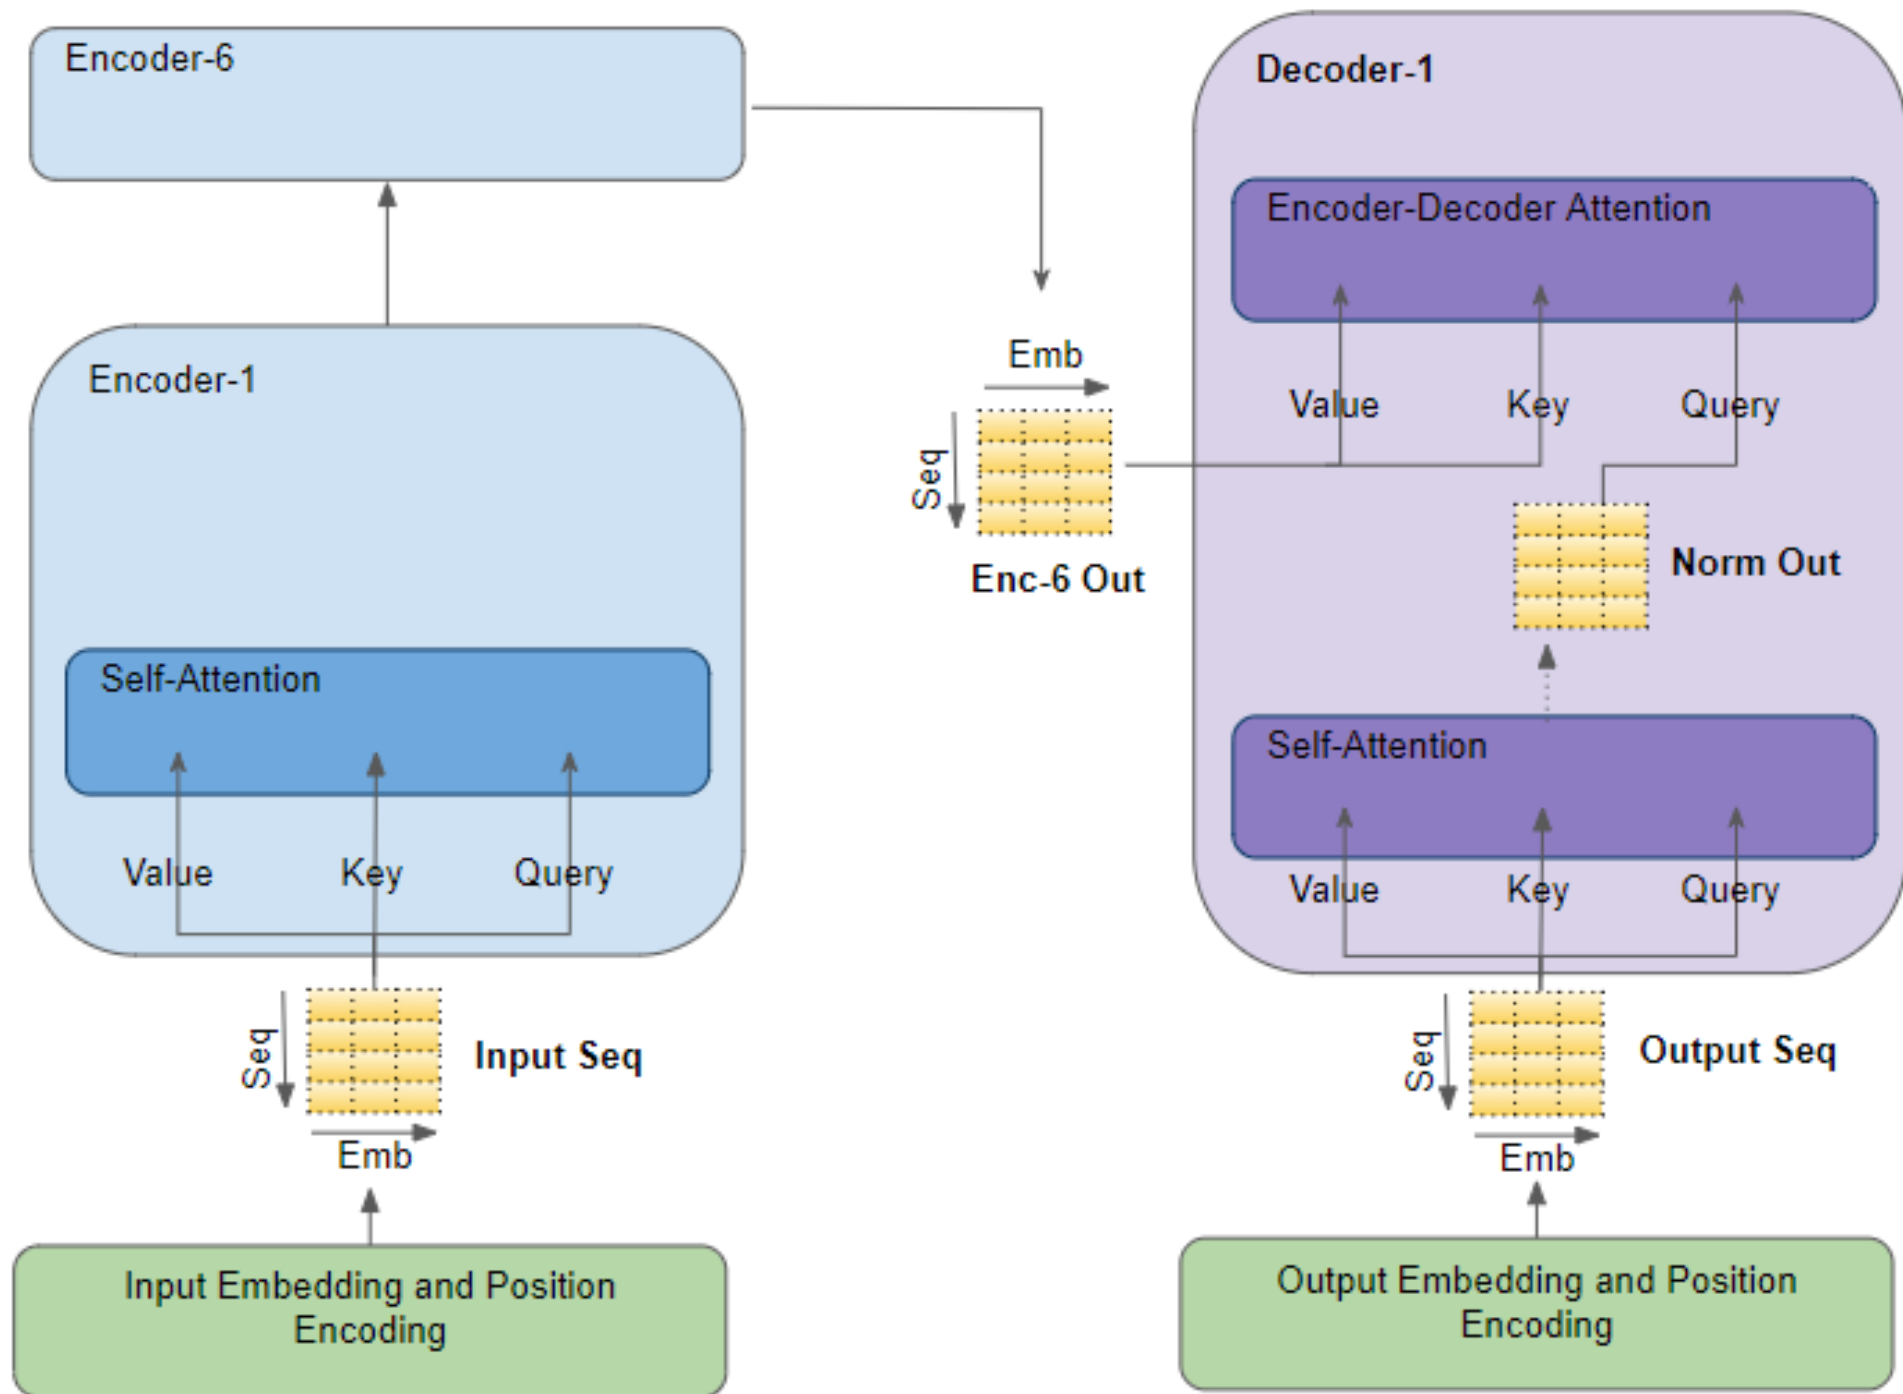 Encoder-6
Encoder-1
Self-Attention
Value Key Query
Seq
Input Seq
Emb
Input Embedding and Position
Encoding
Emb
Seq
Enc-6 Out
Decoder-1
Encoder-Decoder Attention
Value Key Query
Norm Out
Self-Attention
Value Key Query
Seq
Output Seq
Emb
Output Embedding and Position
Encoding